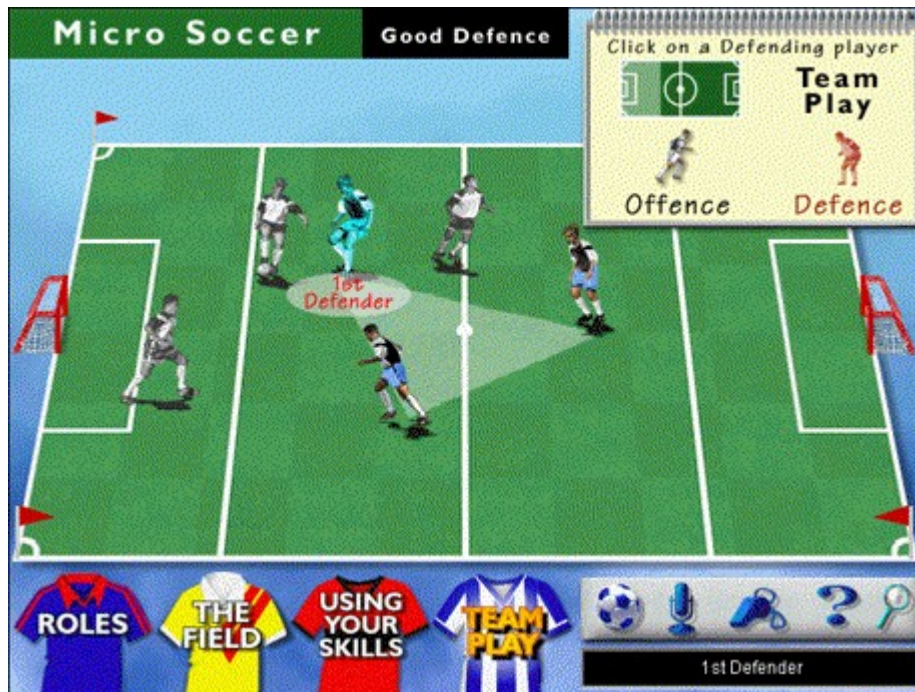 Micro Soccer
Good Defence
Click on a Defending player
Team
Play
Offence
Defence
1st
Defender
ROLES
THE
FIELD
USING
YOUR
SKILLS
TEAM
PLAY
?
1st Defender